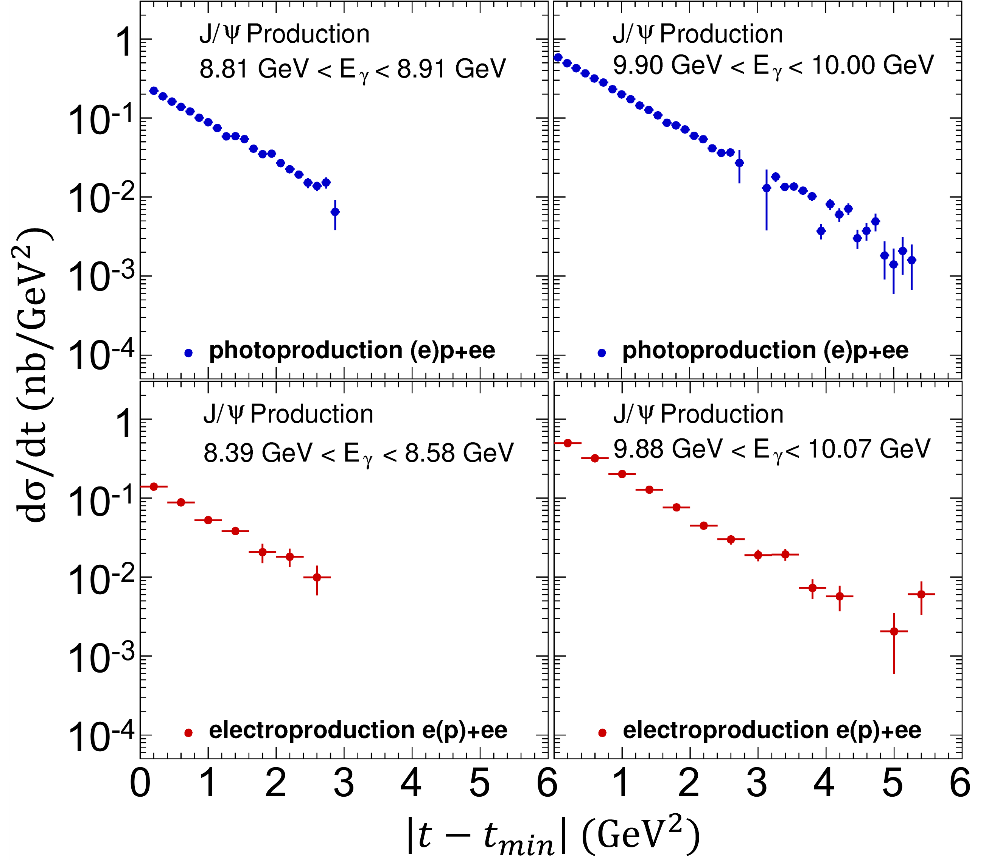 J/ψ Production
8.81 GeV < Eγ < 8.91 GeV
photoproduction (e)p+ee
J/ψ Production
9.90 GeV < Eγ < 10.00 GeV
photoproduction (e)p+ee
1
10-1
10-2
10-3
10-4
dσ/dt (nb/GeV²)
J/ψ Production
8.39 GeV < Eγ < 8.58 GeV
electroproduction e(p)+ee
J/ψ Production
9.88 GeV < Eγ < 10.07 GeV
electroproduction e(p)+ee
1
10-1
10-2
10-3
10-4
0 1 2 3 4 5 6 1 2 3 4 5 6
|t − tmin| (GeV²)